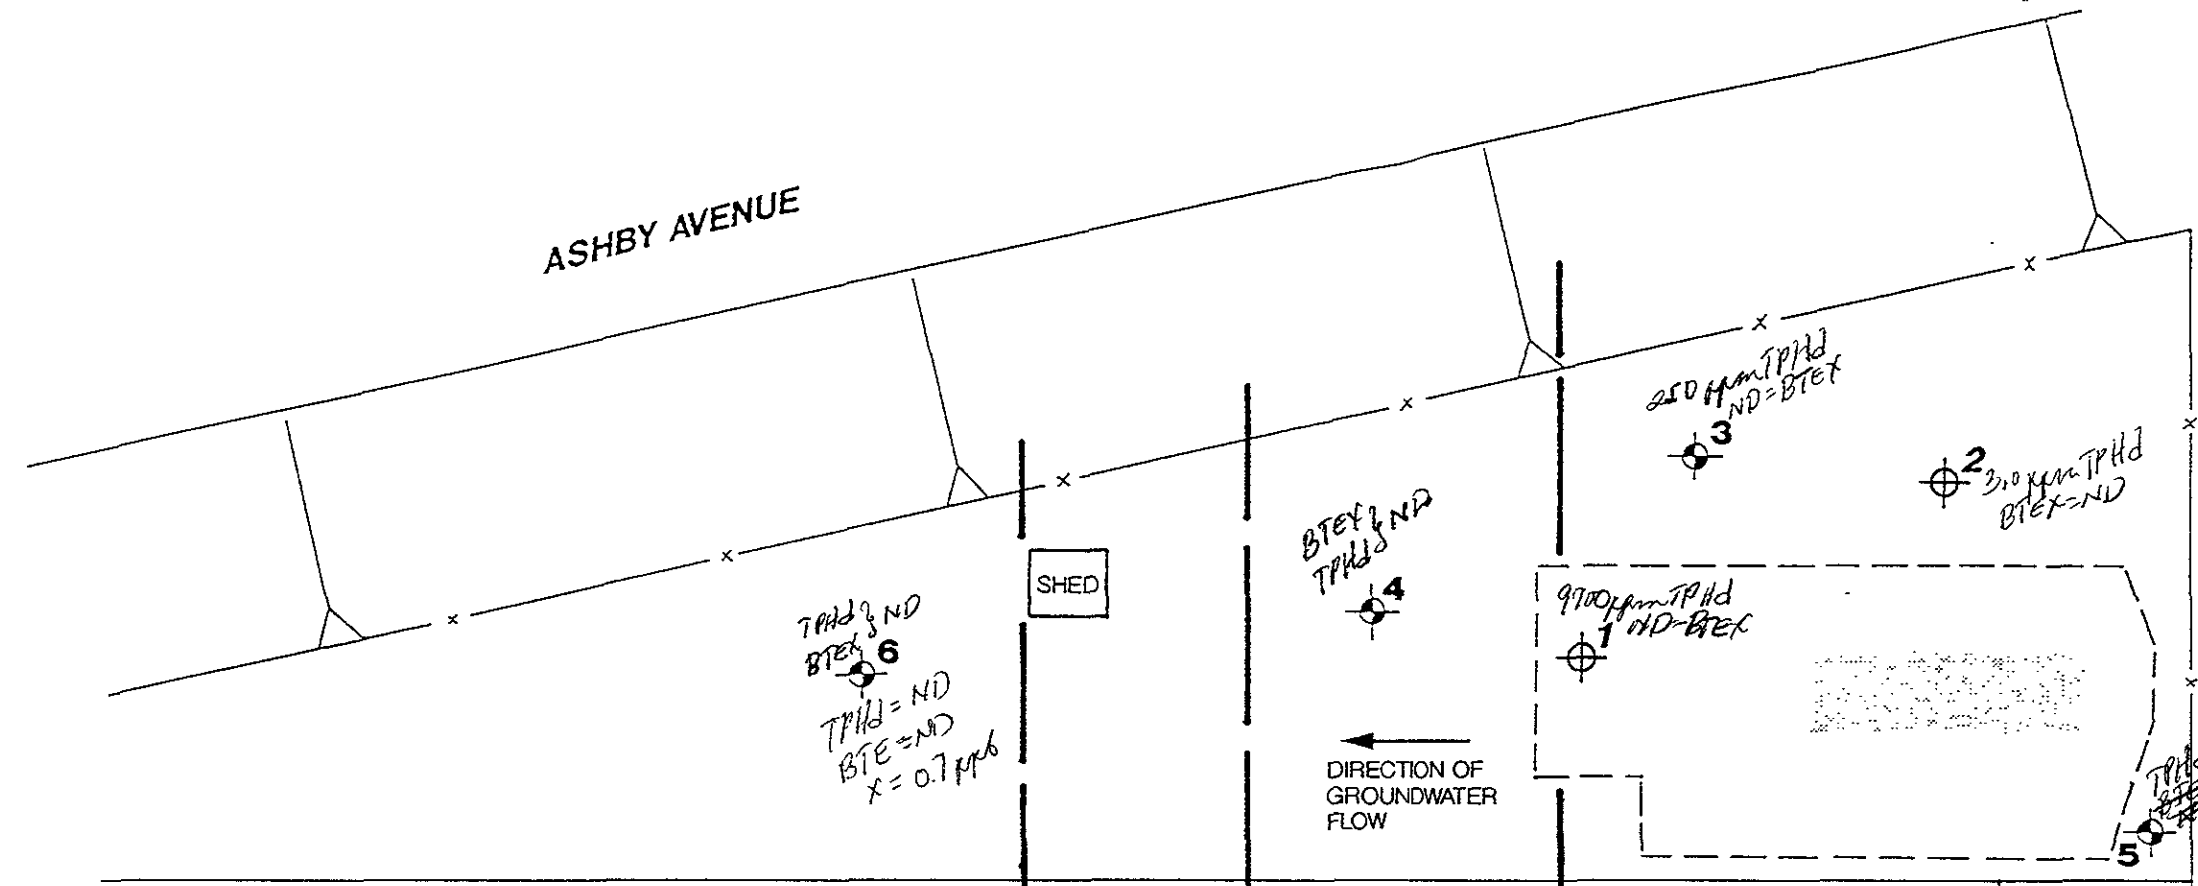 ASHBY AVENUE
250 ppm TPHd
ND=BTEX
3
2
3.0 ppm TPHd
BTEX=ND
BTEX } ND
TPHd
4
SHED
9700 ppm TPHd
ND=BTEX
1
TPHd } ND
BTEX
6
TPHd = ND
BTE = ND
X = 0.7 ppb
DIRECTION OF
GROUNDWATER
FLOW
5